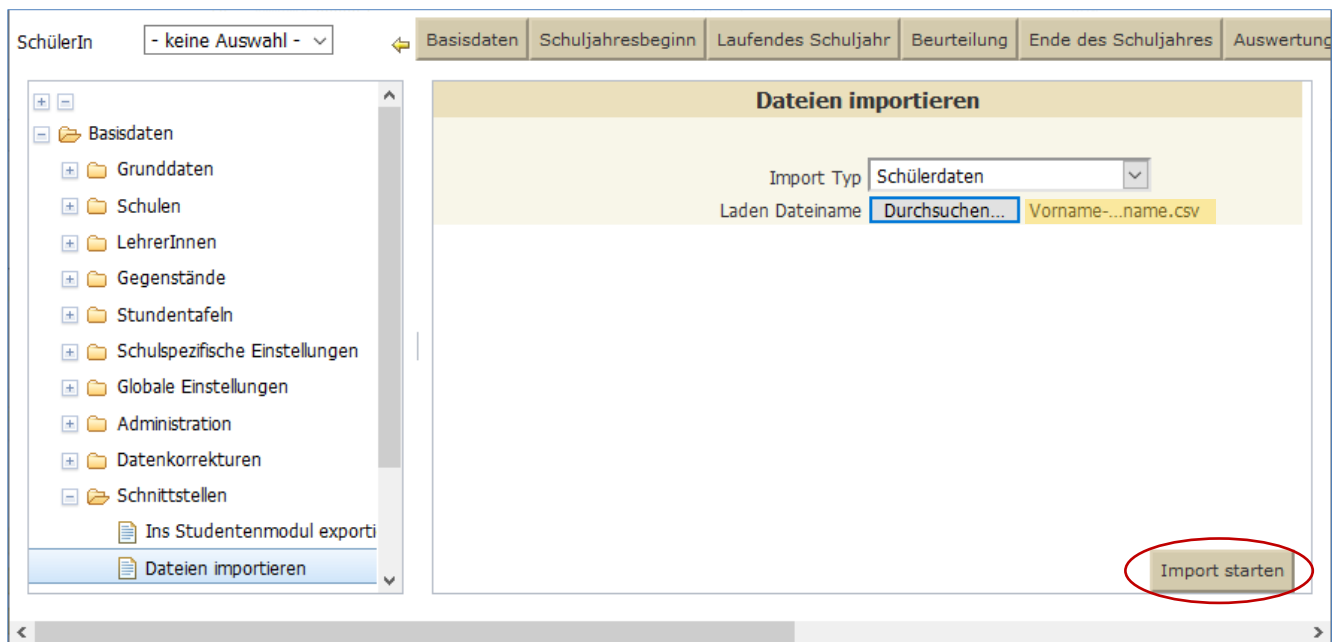 SchülerIn - keine Auswahl - Basisdaten Schuljahresbeginn Laufendes Schuljahr Beurteilung Ende des Schuljahres Auswertung
Basisdaten
Grunddaten
Schulen
LehrerInnen
Gegenstände
Stundentafeln
Schulspezifische Einstellungen
Globale Einstellungen
Administration
Datenkorrekturen
Schnittstellen
Ins Studentenmodul exporti
Dateien importieren
Dateien importieren
Import Typ Schülerdaten
Laden Dateiname Durchsuchen... Vorname-...name.csv
Import starten